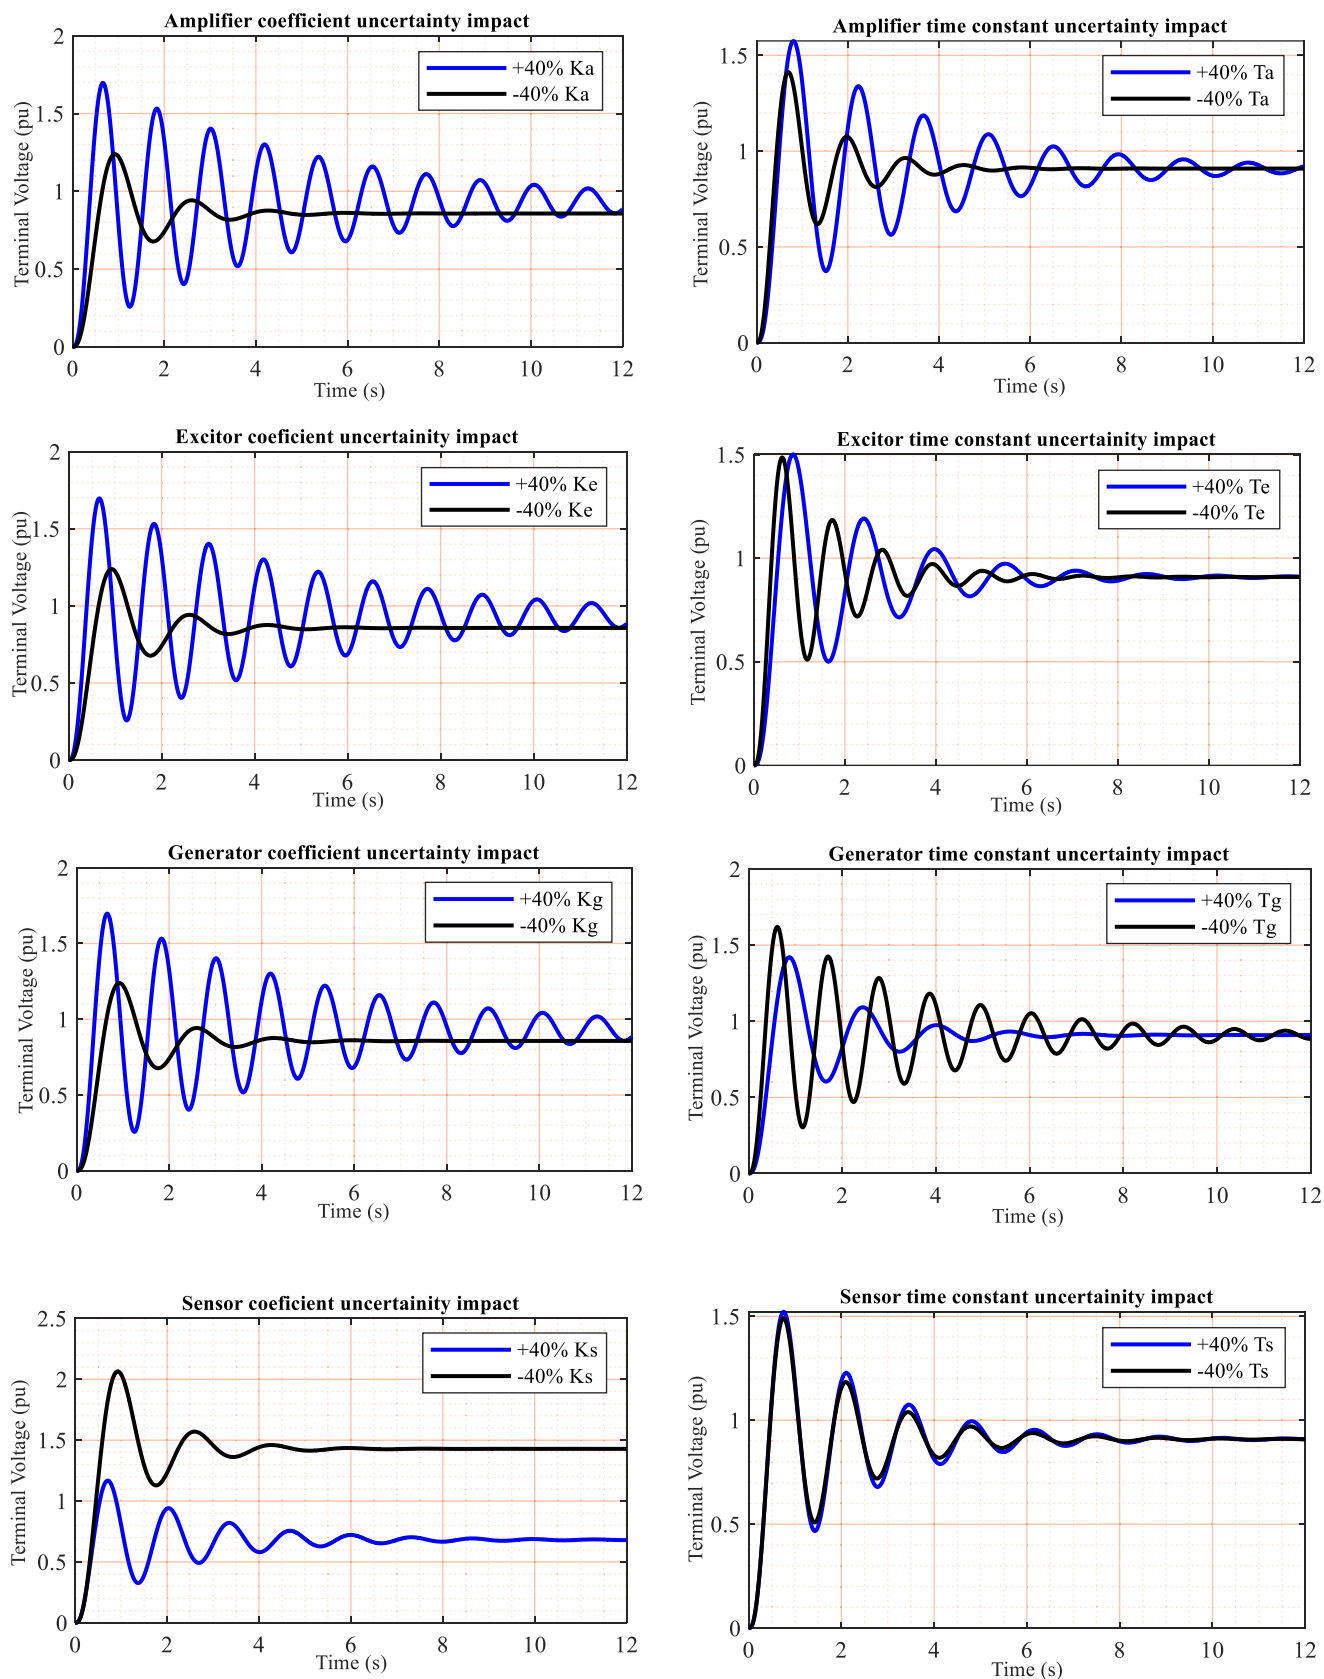 Amplifier coefficient uncertainty impact
Terminal Voltage (pu)
2
1.5
1
0.5
0
+40% Ka
-40% Ka
0 2 4 6 8 10 12
Time (s)
Amplifier time constant uncertainty impact
Terminal Voltage (pu)
1.5
1
0.5
0
+40% Ta
-40% Ta
0 2 4 6 8 10 12
Time (s)
Excitor coeficient uncertainity impact
Terminal Voltage (pu)
2
1.5
1
0.5
0
+40% Ke
-40% Ke
0 2 4 6 8 10 12
Time (s)
Excitor time constant uncertainity impact
Terminal Voltage (pu)
1.5
1
0.5
0
+40% Te
-40% Te
0 2 4 6 8 10 12
Time (s)
Generator coefficient uncertainty impact
Terminal Voltage (pu)
2
1.5
1
0.5
0
+40% Kg
-40% Kg
0 2 4 6 8 10 12
Time (s)
Generator time constant uncertainty impact
Terminal Voltage (pu)
2
1.5
1
0.5
0
+40% Tg
-40% Tg
0 2 4 6 8 10 12
Time (s)
Sensor coeficient uncertainity impact
Terminal Voltage (pu)
2.5
2
1.5
1
0.5
0
+40% Ks
-40% Ks
0 2 4 6 8 10 12
Time (s)
Sensor time constant uncertainity impact
Terminal Voltage (pu)
1.5
1
0.5
0
+40% Ts
-40% Ts
0 2 4 6 8 10 12
Time (s)